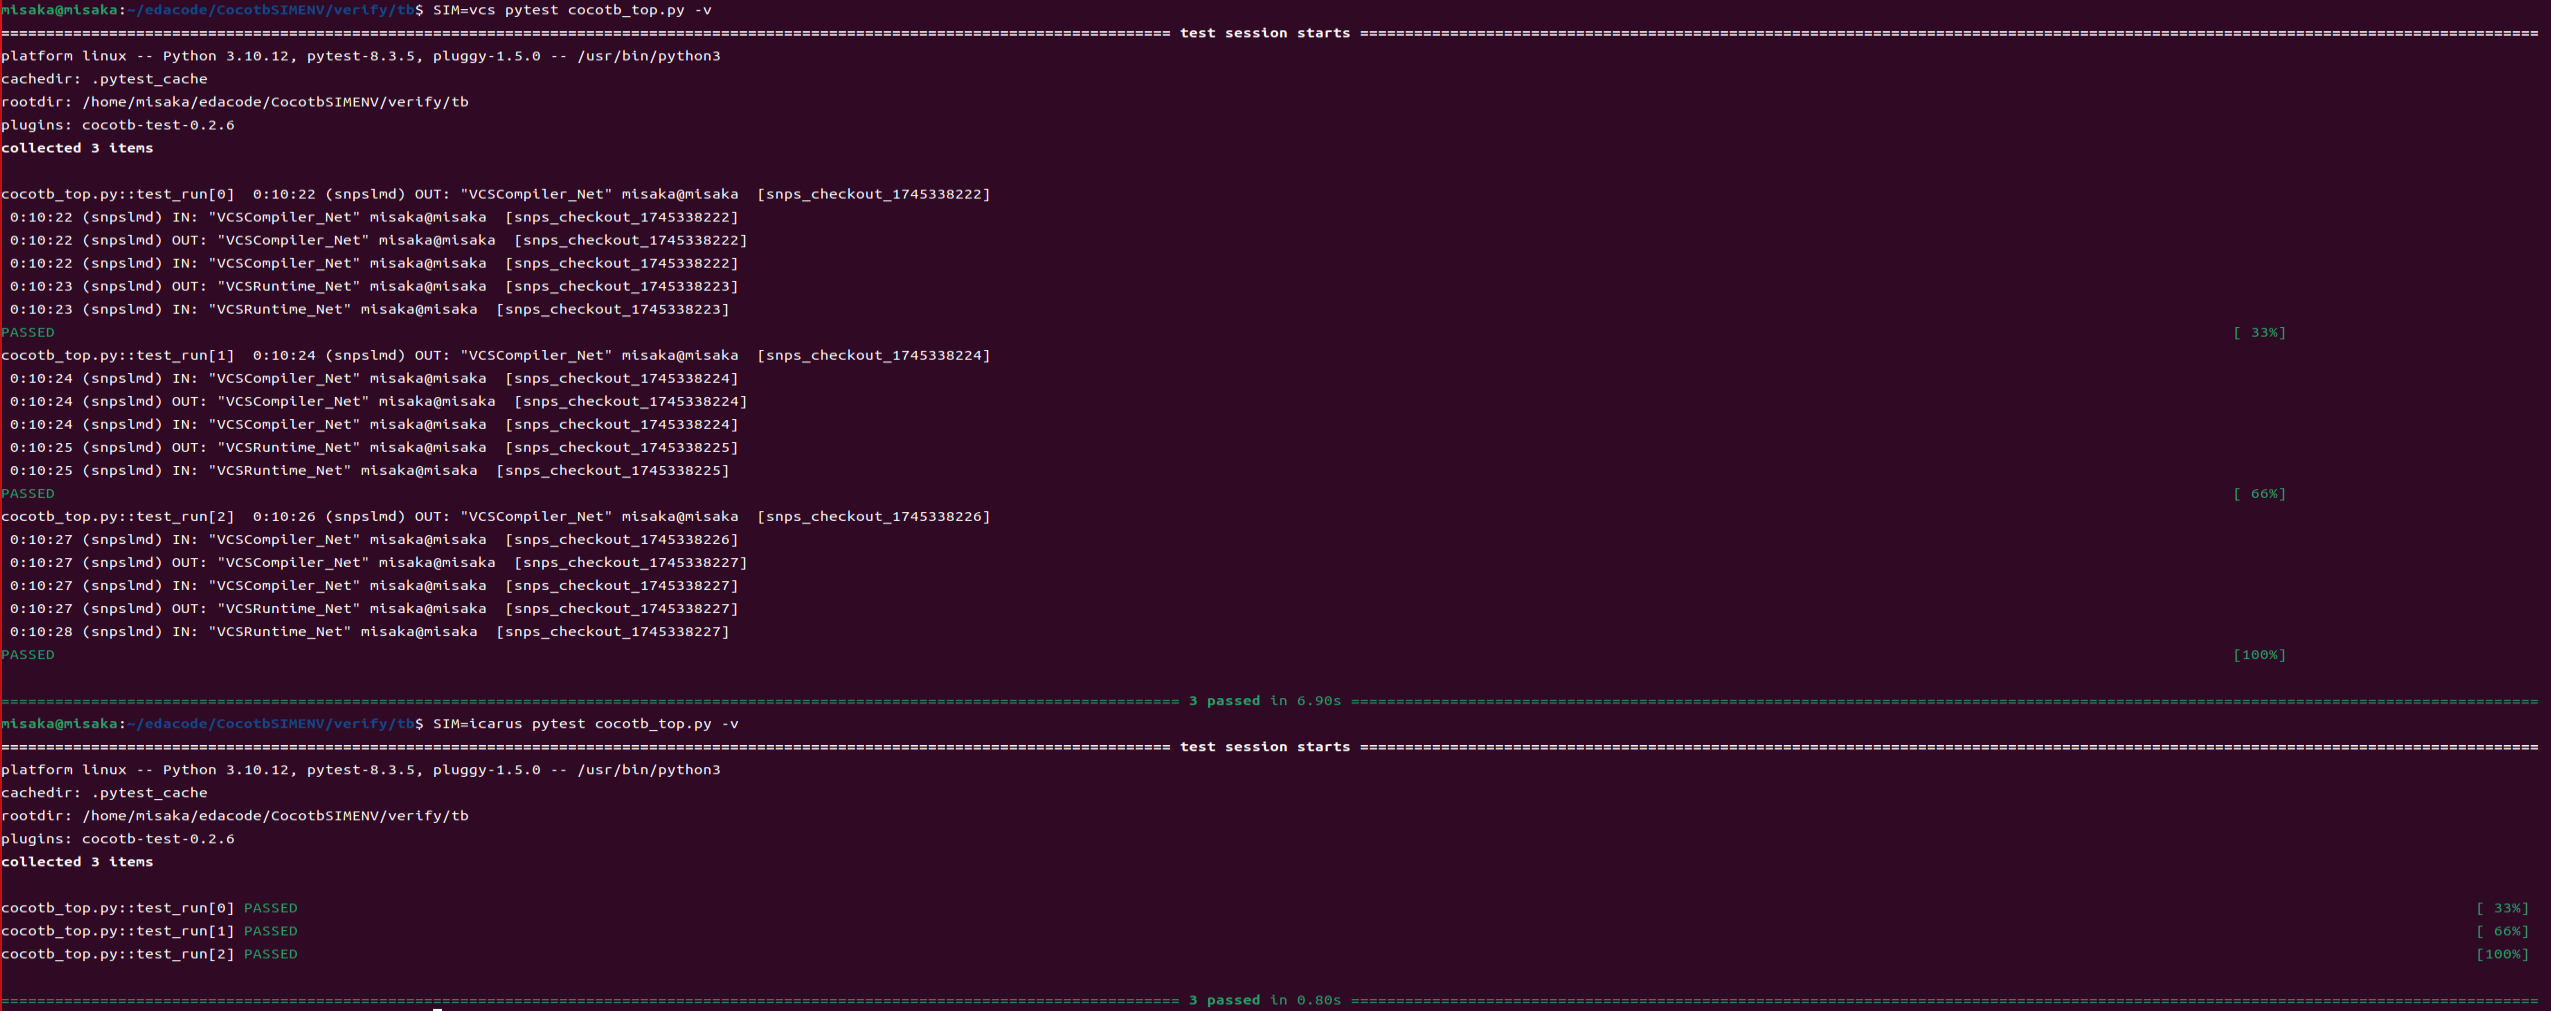 misaka@misaka:~/edacode/CocotbSIMENV/verify/tb$ SIM=vcs pytest cocotb_top.py -v
test session starts
platform linux -- Python 3.10.12, pytest-8.3.5, pluggy-1.5.0 -- /usr/bin/python3
cachedir: .pytest_cache
rootdir: /home/misaka/edacode/CocotbSIMENV/verify/tb
plugins: cocotb-test-0.2.6
collected 3 items
cocotb_top.py::test_run[0]  0:10:22 (snpslmd) OUT: "VCSCompiler_Net" misaka@misaka  [snps_checkout_1745338222]
0:10:22 (snpslmd) IN: "VCSCompiler_Net" misaka@misaka  [snps_checkout_1745338222]
0:10:22 (snpslmd) OUT: "VCSCompiler_Net" misaka@misaka  [snps_checkout_1745338222]
0:10:22 (snpslmd) IN: "VCSCompiler_Net" misaka@misaka  [snps_checkout_1745338222]
0:10:23 (snpslmd) OUT: "VCSRuntime_Net" misaka@misaka  [snps_checkout_1745338223]
0:10:23 (snpslmd) IN: "VCSRuntime_Net" misaka@misaka  [snps_checkout_1745338223]
PASSED [ 33%]
cocotb_top.py::test_run[1]  0:10:24 (snpslmd) OUT: "VCSCompiler_Net" misaka@misaka  [snps_checkout_1745338224]
0:10:24 (snpslmd) IN: "VCSCompiler_Net" misaka@misaka  [snps_checkout_1745338224]
0:10:24 (snpslmd) OUT: "VCSCompiler_Net" misaka@misaka  [snps_checkout_1745338224]
0:10:24 (snpslmd) IN: "VCSCompiler_Net" misaka@misaka  [snps_checkout_1745338224]
0:10:25 (snpslmd) OUT: "VCSRuntime_Net" misaka@misaka  [snps_checkout_1745338225]
0:10:25 (snpslmd) IN: "VCSRuntime_Net" misaka@misaka  [snps_checkout_1745338225]
PASSED [ 66%]
cocotb_top.py::test_run[2]  0:10:26 (snpslmd) OUT: "VCSCompiler_Net" misaka@misaka  [snps_checkout_1745338226]
0:10:27 (snpslmd) IN: "VCSCompiler_Net" misaka@misaka  [snps_checkout_1745338226]
0:10:27 (snpslmd) OUT: "VCSCompiler_Net" misaka@misaka  [snps_checkout_1745338227]
0:10:27 (snpslmd) IN: "VCSCompiler_Net" misaka@misaka  [snps_checkout_1745338227]
0:10:27 (snpslmd) OUT: "VCSRuntime_Net" misaka@misaka  [snps_checkout_1745338227]
0:10:28 (snpslmd) IN: "VCSRuntime_Net" misaka@misaka  [snps_checkout_1745338227]
PASSED [100%]
3 passed in 6.90s
misaka@misaka:~/edacode/CocotbSIMENV/verify/tb$ SIM=icarus pytest cocotb_top.py -v
test session starts
platform linux -- Python 3.10.12, pytest-8.3.5, pluggy-1.5.0 -- /usr/bin/python3
cachedir: .pytest_cache
rootdir: /home/misaka/edacode/CocotbSIMENV/verify/tb
plugins: cocotb-test-0.2.6
collected 3 items
cocotb_top.py::test_run[0] PASSED [ 33%]
cocotb_top.py::test_run[1] PASSED [ 66%]
cocotb_top.py::test_run[2] PASSED [100%]
3 passed in 0.80s